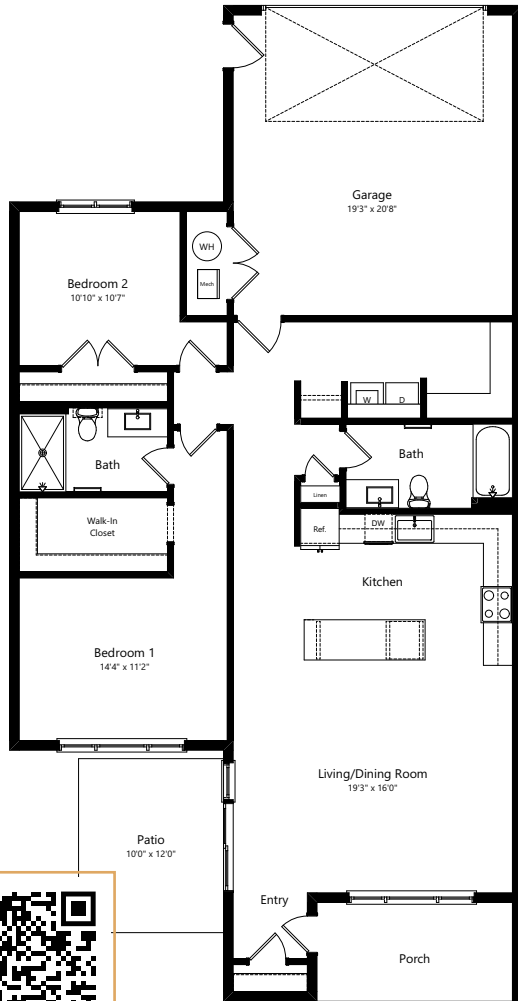 Garage
19'3" x 20'8"
WH
Mech
Bedroom 2
10'10" x 10'7"
W
D
Bath
Bath
Linen
Walk-In
Closet
Ref.
DW
Kitchen
Bedroom 1
14'4" x 11'2"
Living/Dining Room
19'3" x 16'0"
Patio
10'0" x 12'0"
Entry
Porch